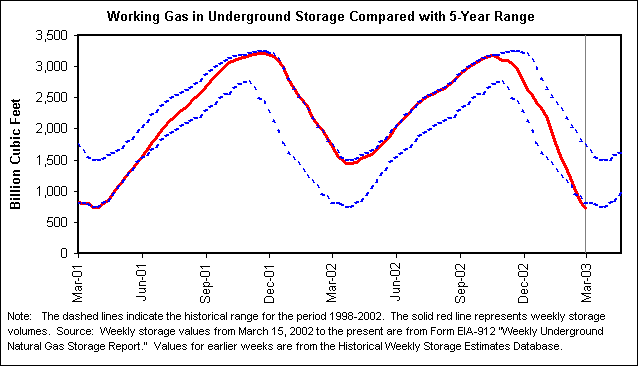 Working Gas in Underground Storage Compared with 5-Year Range
Billion Cubic Feet
3,500
3,000
2,500
2,000
1,500
1,000
500
0
Mar-01
Jun-01
Sep-01
Dec-01
Mar-02
Jun-02
Sep-02
Dec-02
Mar-03
Note: The dashed lines indicate the historical range for the period 1998-2002. The solid red line represents weekly storage
volumes. Source: Weekly storage values from March 15, 2002 to the present are from Form EIA-912 "Weekly Underground
Natural Gas Storage Report." Values for earlier weeks are from the Historical Weekly Storage Estimates Database.